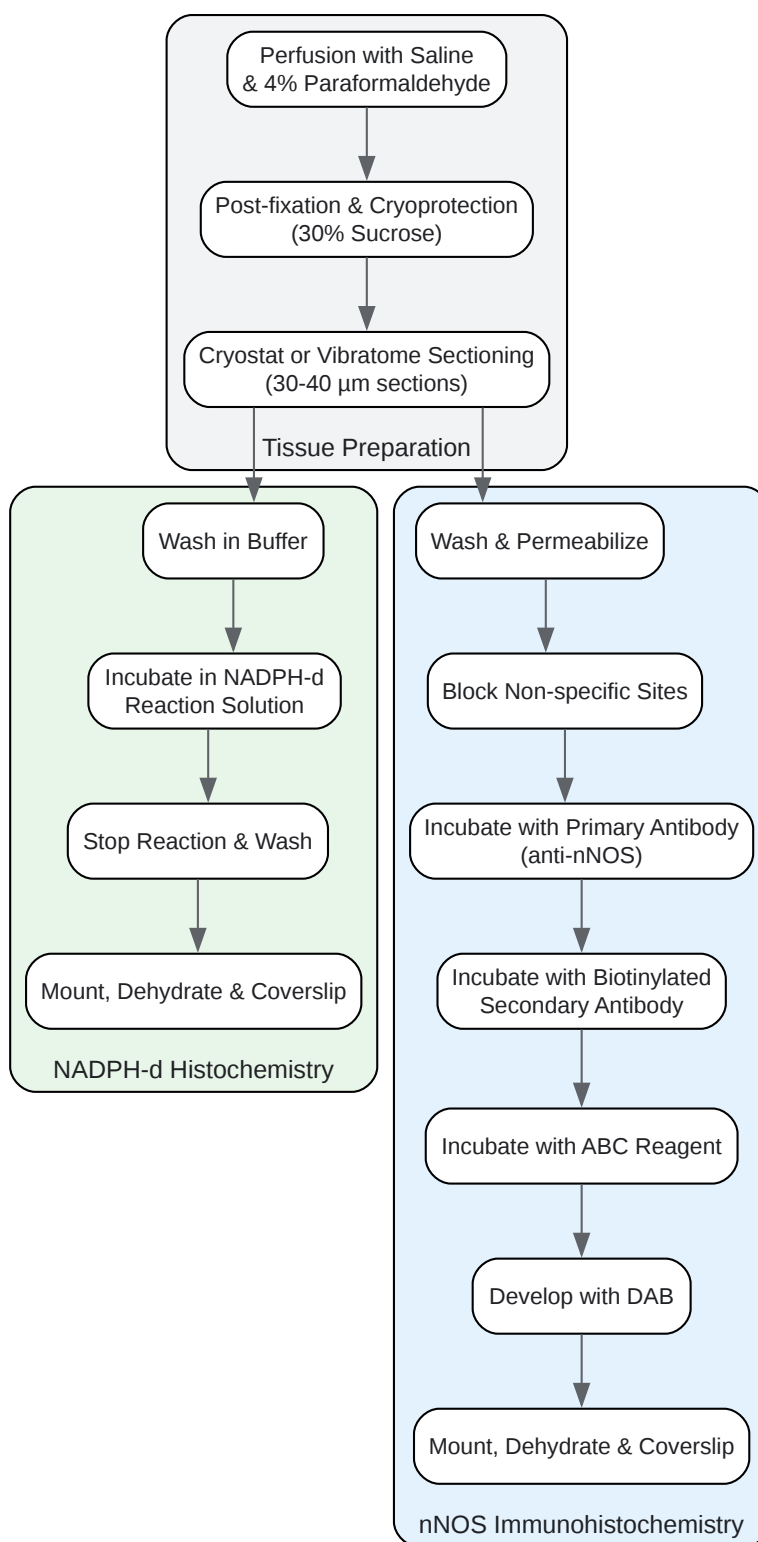 Perfusion with Saline
& 4% Paraformaldehyde
Post-fixation & Cryoprotection
(30% Sucrose)
Cryostat or Vibratome Sectioning
(30-40 µm sections)
Tissue Preparation
Wash in Buffer
Incubate in NADPH-d
Reaction Solution
Stop Reaction & Wash
Mount, Dehydrate & Coverslip
NADPH-d Histochemistry
Wash & Permeabilize
Block Non-specific Sites
Incubate with Primary Antibody
(anti-nNOS)
Incubate with Biotinylated
Secondary Antibody
Incubate with ABC Reagent
Develop with DAB
Mount, Dehydrate & Coverslip
nNOS Immunohistochemistry